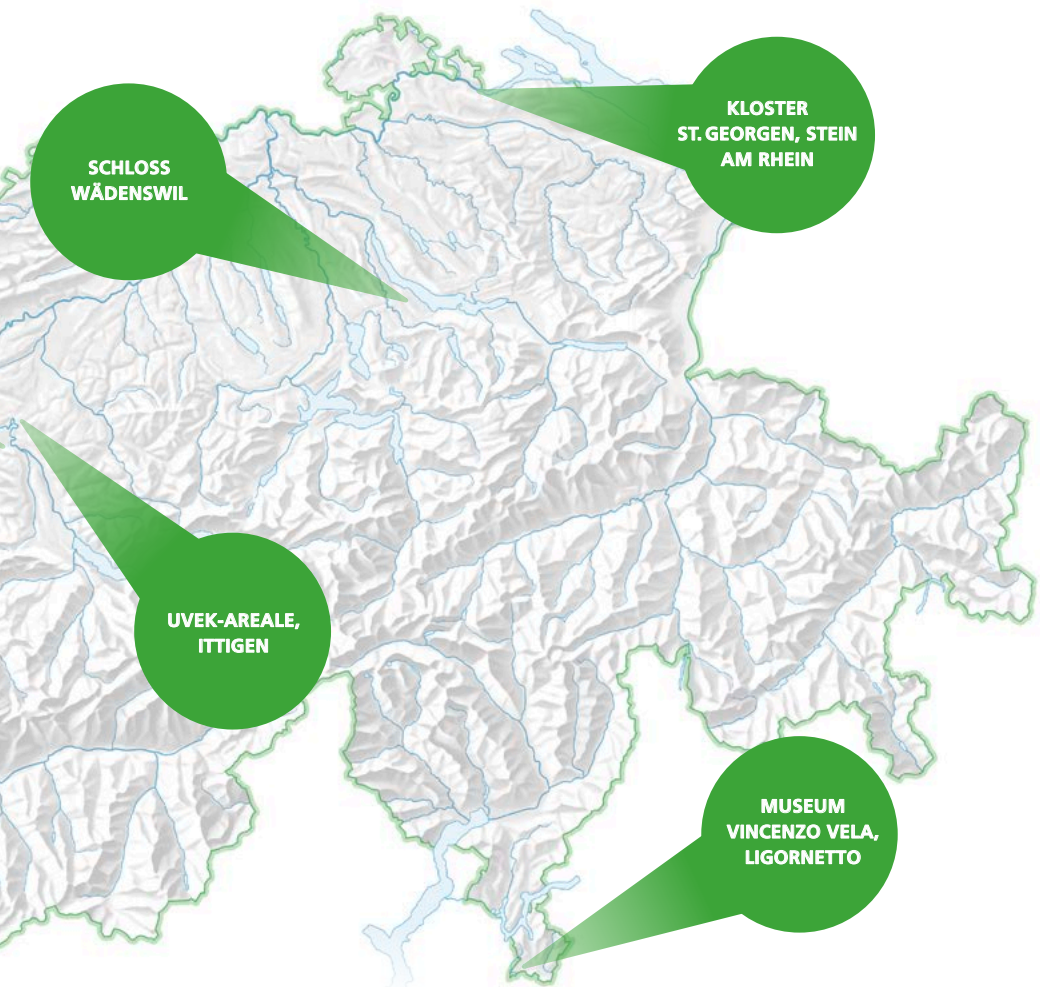 KLOSTER
ST. GEORGEN, STEIN
AM RHEIN
SCHLOSS
WÄDENSWIL
UVEK-AREALE,
ITTIGEN
MUSEUM
VINCENZO VELA,
LIGORNETTO